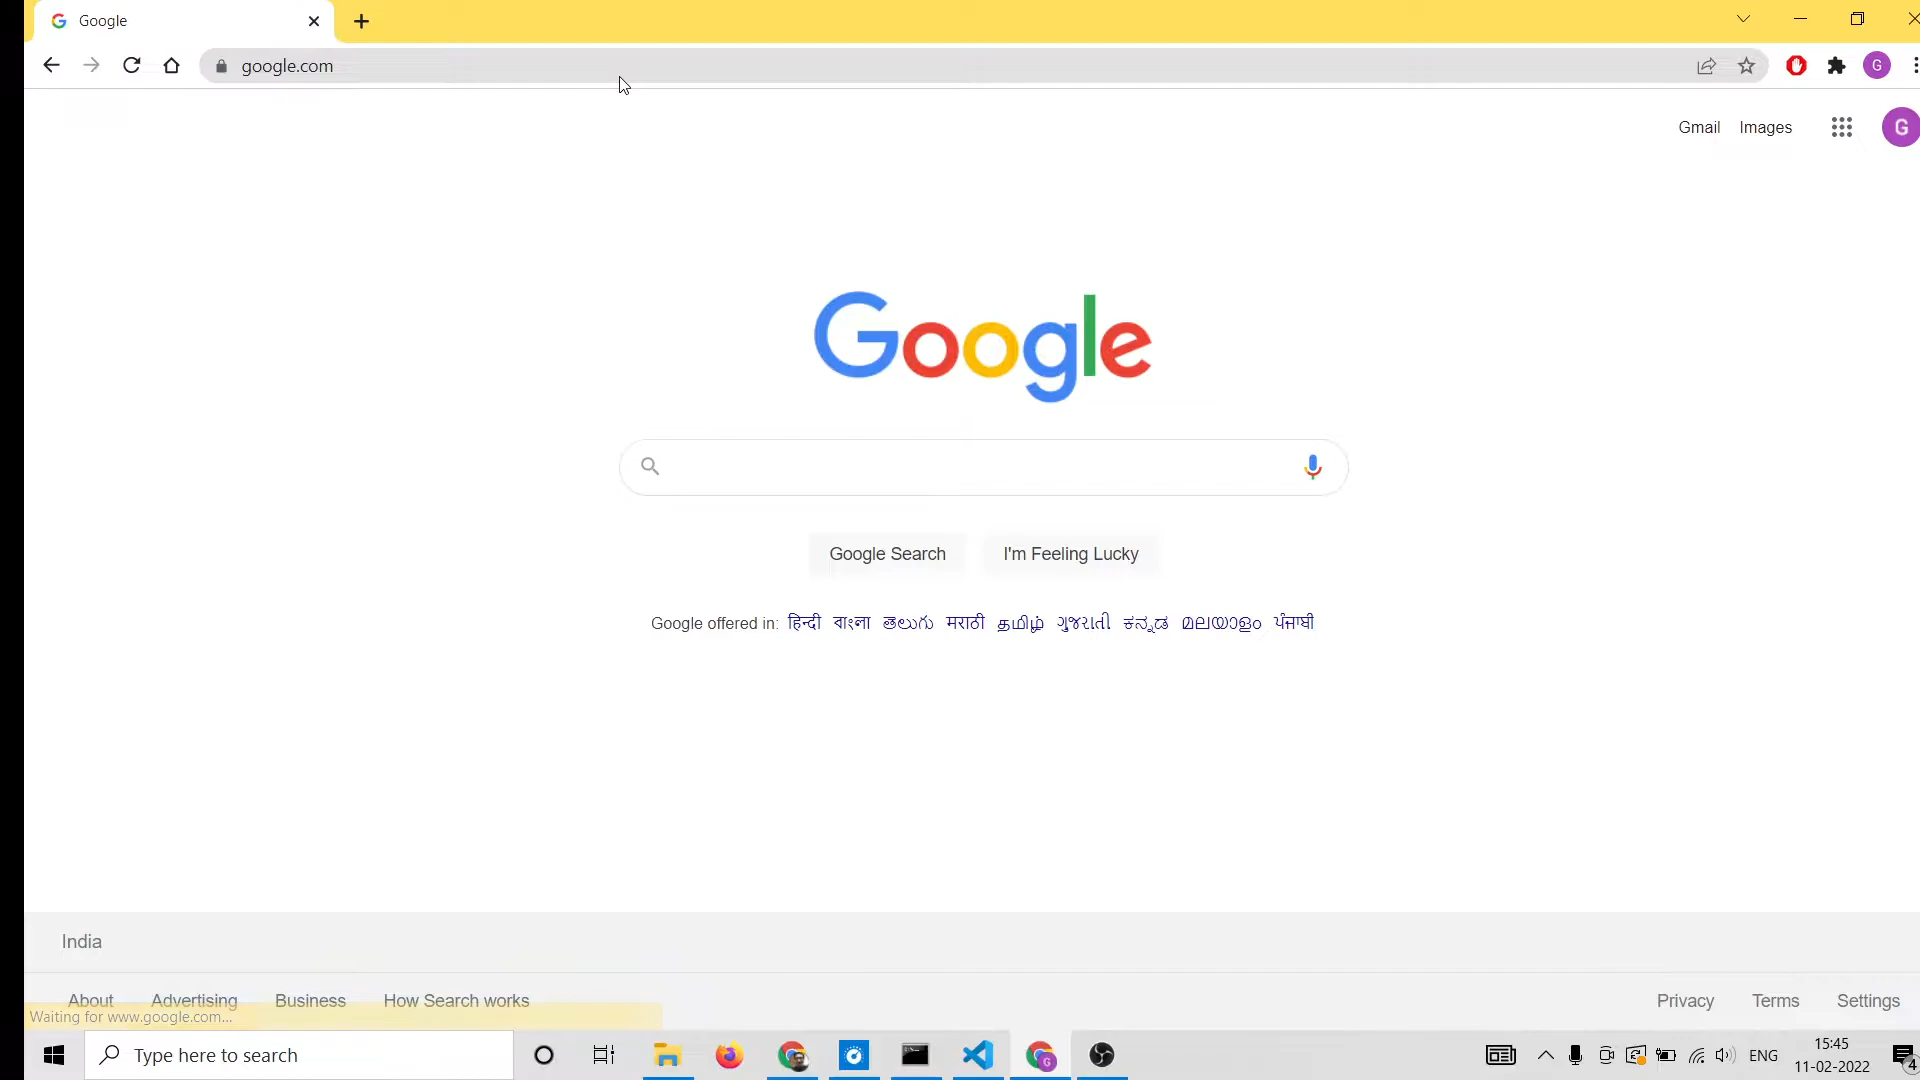 Google
google.com
G
Gmail Images
G
Google
Google Search I'm Feeling Lucky
Google offered in: हिन्दी বাংলা తెలుగు मराठी தமிழ் ગુજરાતી ಕನ್ನಡ മലയാളം ਪੰਜਾਬੀ
India
About Advertising Business How Search works Privacy Terms Settings
Waiting for www.google.com...
Type here to search
ENG
15:45
11-02-2022
4